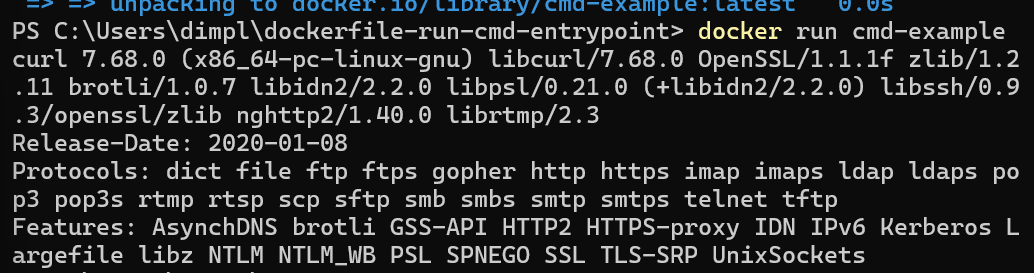 => => unpacking to docker.io/library/cmd-example:latest 0.0s
PS C:\Users\dimpl\dockerfile-run-cmd-entrypoint> docker run cmd-example
curl 7.68.0 (x86_64-pc-linux-gnu) libcurl/7.68.0 OpenSSL/1.1.1f zlib/1.2
.11 brotli/1.0.7 libidn2/2.2.0 libpsl/0.21.0 (+libidn2/2.2.0) libssh/0.9
.3/openssl/zlib nghttp2/1.40.0 librtmp/2.3
Release-Date: 2020-01-08
Protocols: dict file ftp ftps gopher http https imap imaps ldap ldaps po
p3 pop3s rtmp rtsp scp sftp smb smbs smtp smtps telnet tftp
Features: AsynchDNS brotli GSS-API HTTP2 HTTPS-proxy IDN IPv6 Kerberos L
argefile libz NTLM NTLM_WB PSL SPNEGO SSL TLS-SRP UnixSockets